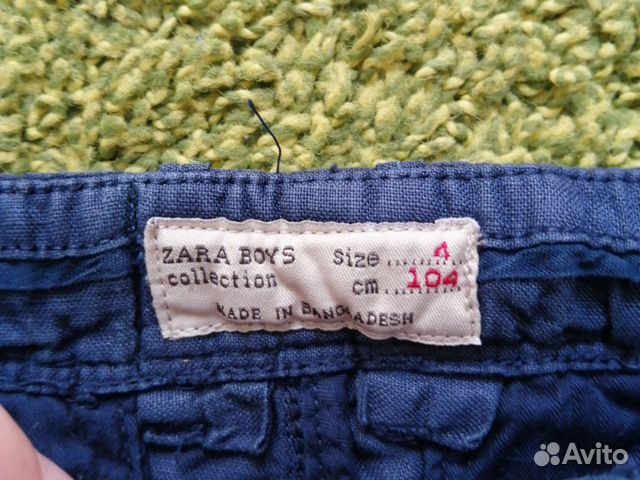 ZARA BOYS size ...... 4 ......
collection cm ... 104 ...
MADE IN BANGLADESH
Avito